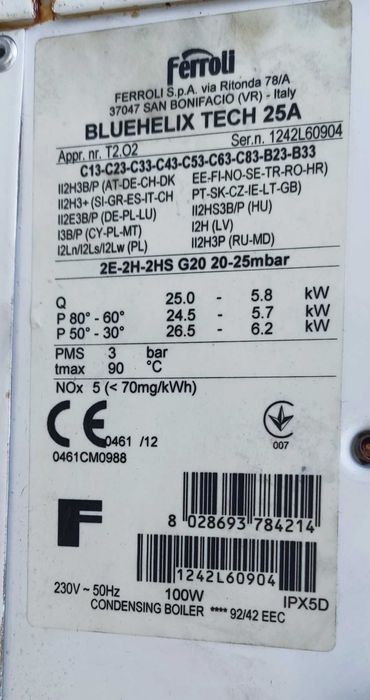 Ferroli
FERROLI S.p.A. via Ritonda 78/A
37047 SAN BONIFACIO (VR) - Italy
BLUEHELIX TECH 25A
Appr. nr. T2.O2 Ser.n. 1242L60904
C13-C23-C33-C43-C53-C63-C83-B23-B33
II2H3B/P (AT-DE-CH-DK EE-FI-NO-SE-TR-RO-HR)
II2H3+ (SI-GR-ES-IT-CH PT-SK-CZ-IE-LT-GB)
II2E3B/P (DE-PL-LU) II2HS3B/P (HU)
I3B/P (CY-PL-MT) I2H (LV)
I2Ln/I2Ls/I2Lw (PL) II2H3P (RU-MD)
2E-2H-2HS G20 20-25mbar
Q 25.0 - 5.8 kW
P 80° - 60° 24.5 - 5.7 kW
P 50° - 30° 26.5 - 6.2 kW
PMS 3 bar
tmax 90 °C
NOx 5 (< 70mg/kWh)
CE 0461 /12
0461CM0988
007
F
8 028693 784214
1242L60904
230V ~ 50Hz 100W IPX5D
CONDENSING BOILER **** 92/42 EEC